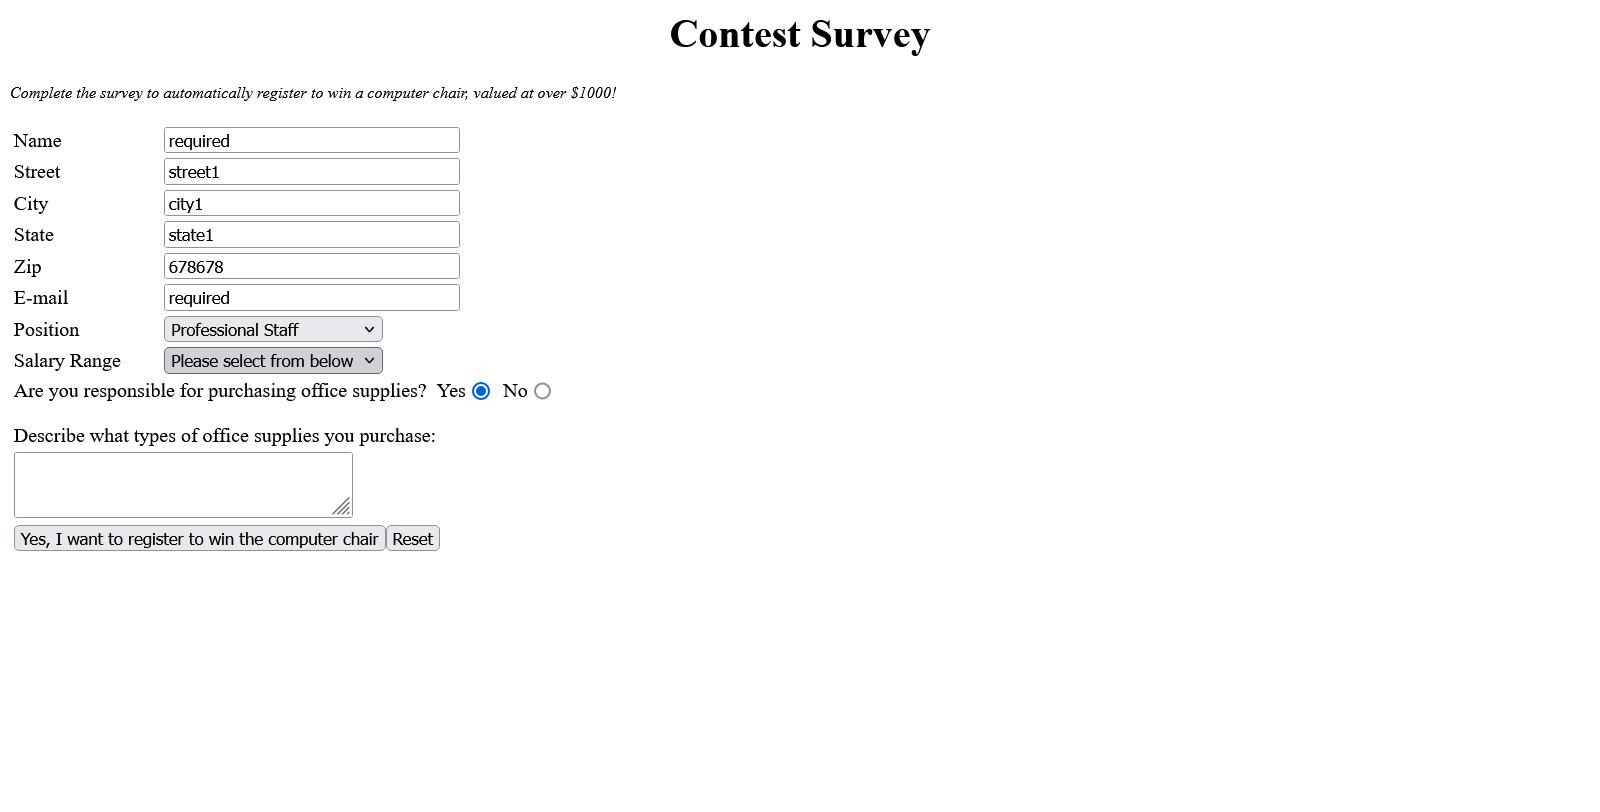 Contest Survey
Complete the survey to automatically register to win a computer chair, valued at over $1000!
Name required
Street street1
City city1
State state1
Zip 678678
E-mail required
Position Professional Staff
Salary Range Please select from below
Are you responsible for purchasing office supplies? Yes No
Describe what types of office supplies you purchase:
Yes, I want to register to win the computer chair Reset